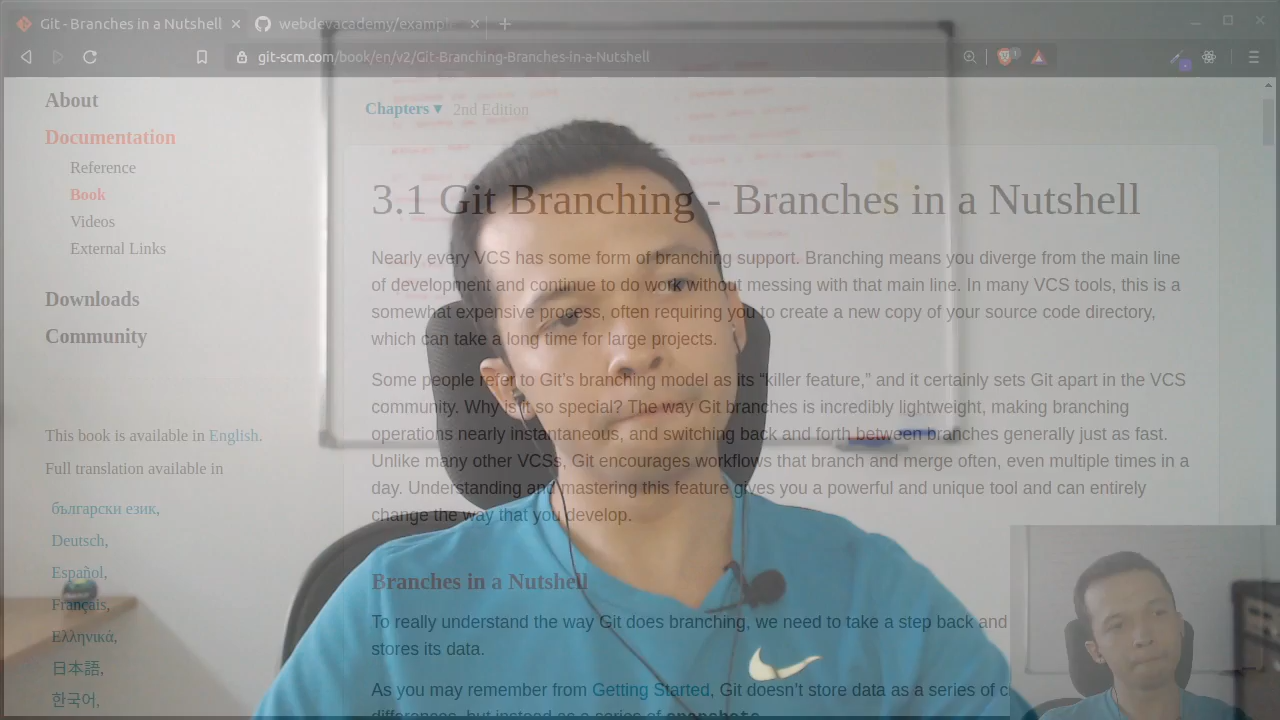 Git - Branches in a Nutshell
webdevacademy/example
git-scm.com/book/en/v2/Git-Branching-Branches-in-a-Nutshell
1
About
Documentation
Reference
Book
Videos
External Links
Downloads
Community
This book is available in English.
Full translation available in
български език,
Deutsch,
Español,
Français,
Ελληνικά,
日本語,
한국어,
Chapters ▾ 2nd Edition
3.1 Git Branching - Branches in a Nutshell
Nearly every VCS has some form of branching support. Branching means you diverge from the main line
of development and continue to do work without messing with that main line. In many VCS tools, this is a
somewhat expensive process, often requiring you to create a new copy of your source code directory,
which can take a long time for large projects.
Some people refer to Git's branching model as its “killer feature,” and it certainly sets Git apart in the VCS
community. Why is it so special? The way Git branches is incredibly lightweight, making branching
operations nearly instantaneous, and switching back and forth between branches generally just as fast.
Unlike many other VCSs, Git encourages workflows that branch and merge often, even multiple times in a
day. Understanding and mastering this feature gives you a powerful and unique tool and can entirely
change the way that you develop.
Branches in a Nutshell
To really understand the way Git does branching, we need to take a step back and
stores its data.
As you may remember from Getting Started, Git doesn't store data as a series of c
differences, but instead as a series of snapshots.